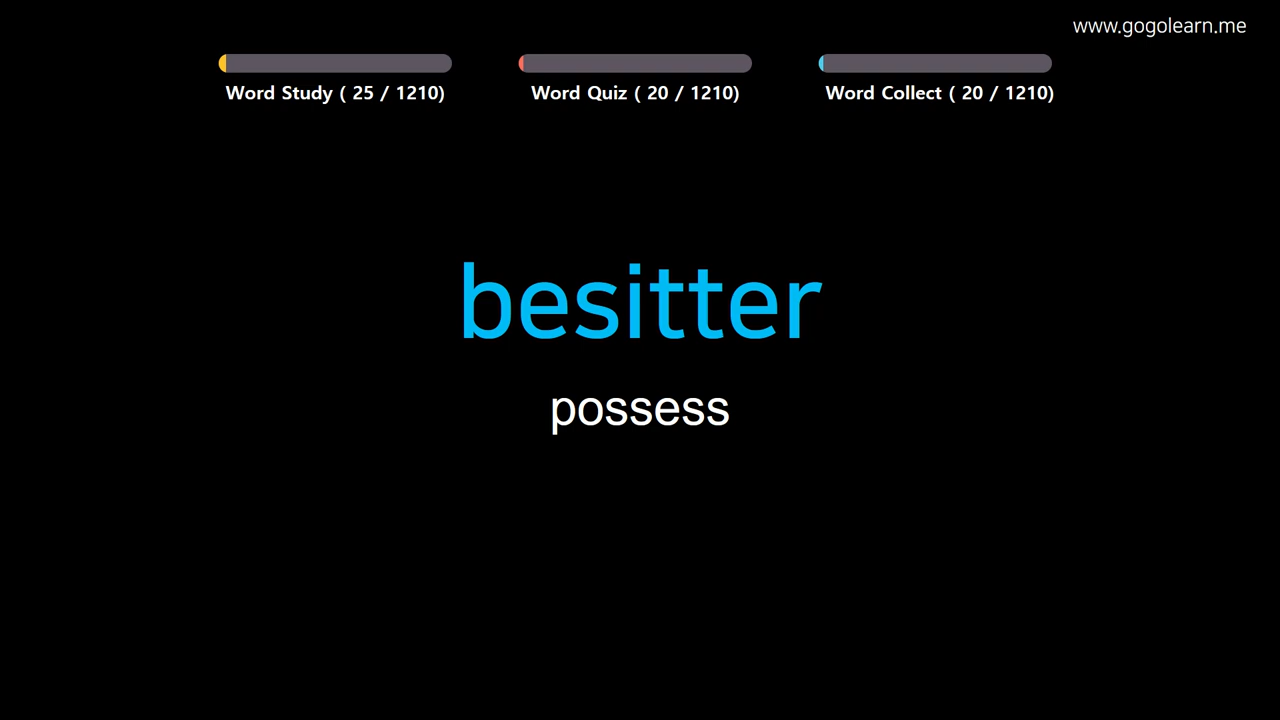 www.gogolearn.me
Word Study ( 25 / 1210)
Word Quiz ( 20 / 1210)
Word Collect ( 20 / 1210)
besitter
possess